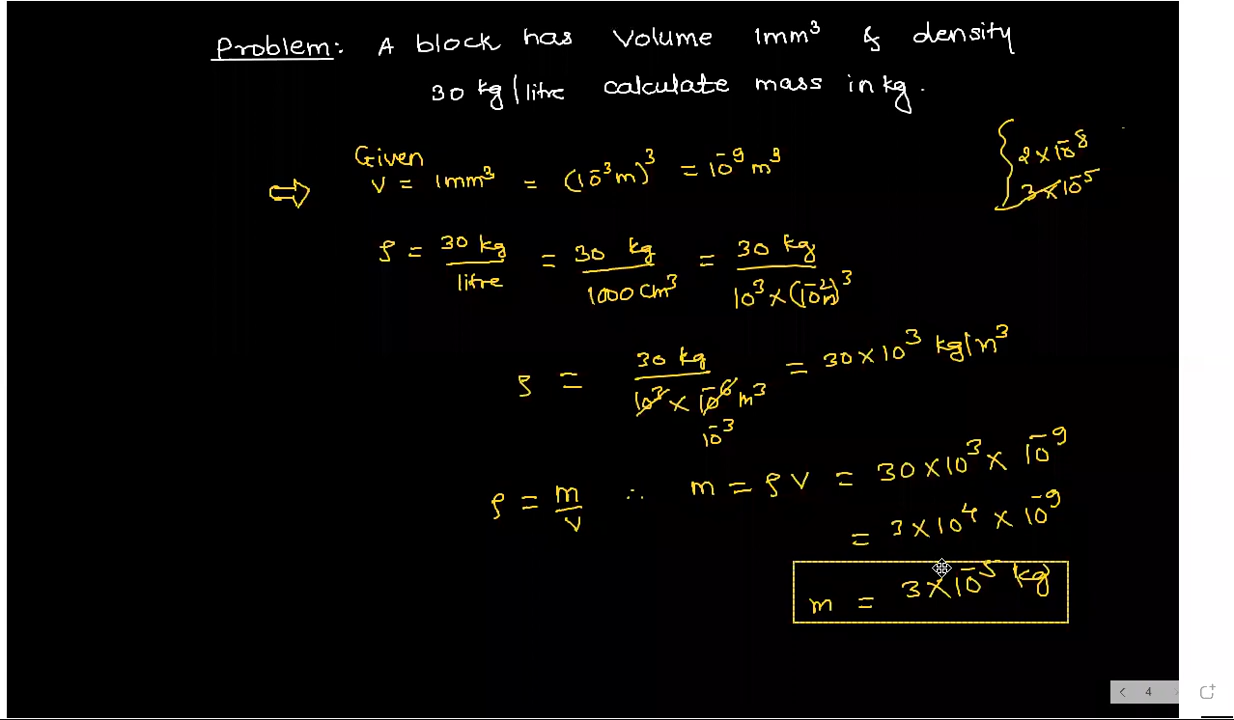 Problem: A block has Volume 1mm³ & density
30 kg/litre calculate mass in kg.
Given
V = 1mm³ = (10⁻³m)³ = 10⁻⁹ m³
{ 2 × 10⁻⁸
3 × 10⁻⁵
ρ = 30 kg / litre = 30 kg / 1000 cm³ = 30 kg / 10³ × (10⁻²m)³
ρ = 30 kg / 10³ × 10⁻⁶ m³ = 30 × 10³ kg/m³
10⁻³
ρ = m / V ∴ m = ρ V = 30 × 10³ × 10⁻⁹
= 3 × 10⁴ × 10⁻⁹
m = 3 × 10⁻⁵ kg
4